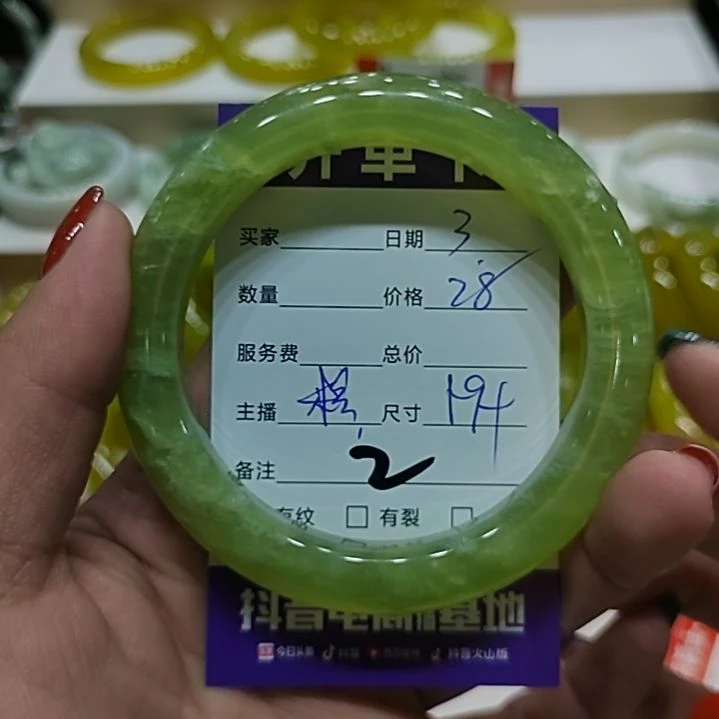 开单卡
买家 日期 3
数量 价格 28
服务费 总价
主播 尺寸 194
备注 2
有纹 □ 有裂 □
抖音电商 基地
今日头条 抖音 抖音火山版